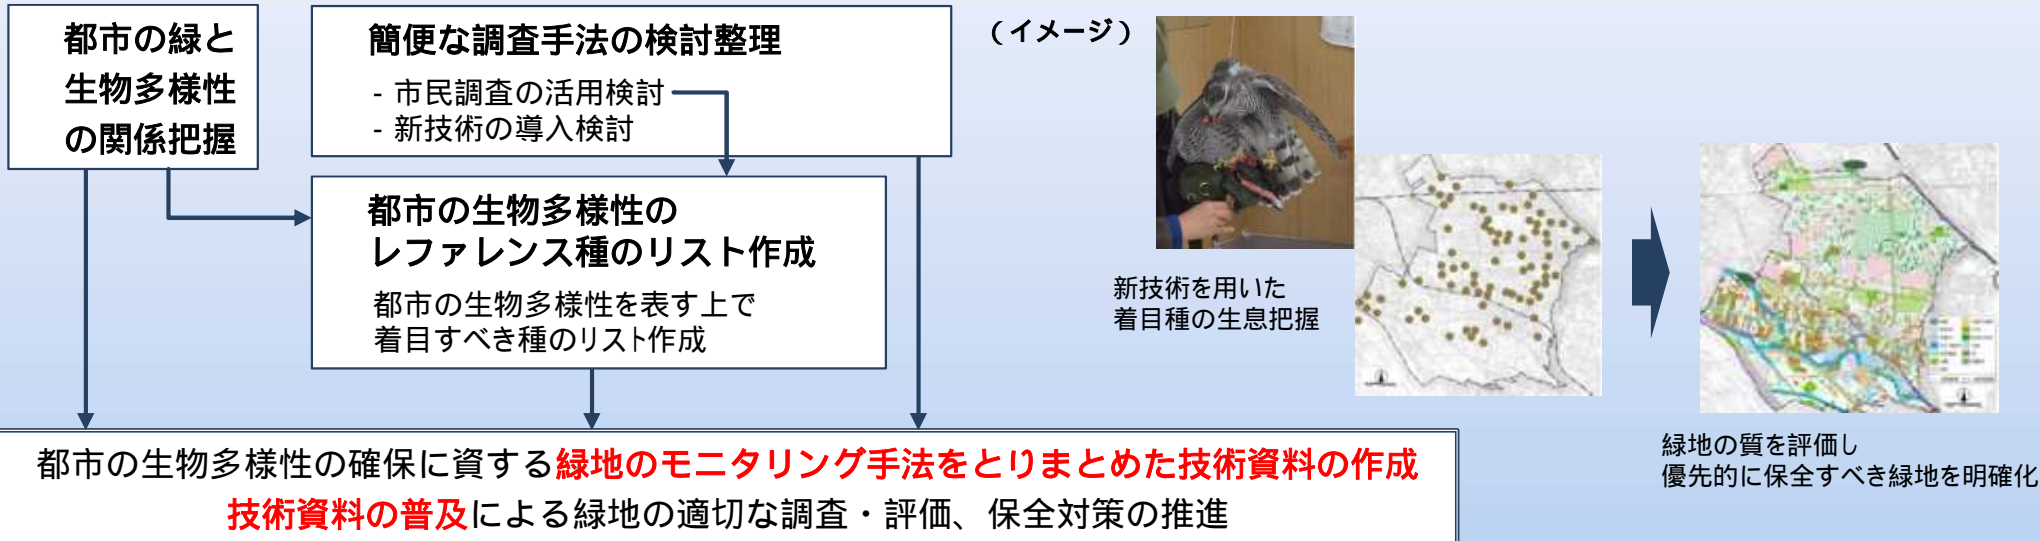 都市の緑と
生物多様性
の関係把握
簡便な調査手法の検討整理
- 市民調査の活用検討
- 新技術の導入検討
都市の生物多様性の
レファレンス種のリスト作成
都市の生物多様性を表す上で
着目すべき種のリスト作成
（イメージ）
新技術を用いた
着目種の生息把握
緑地の質を評価し
優先的に保全すべき緑地を明確化
都市の生物多様性の確保に資する緑地のモニタリング手法をとりまとめた技術資料の作成
技術資料の普及による緑地の適切な調査・評価、保全対策の推進